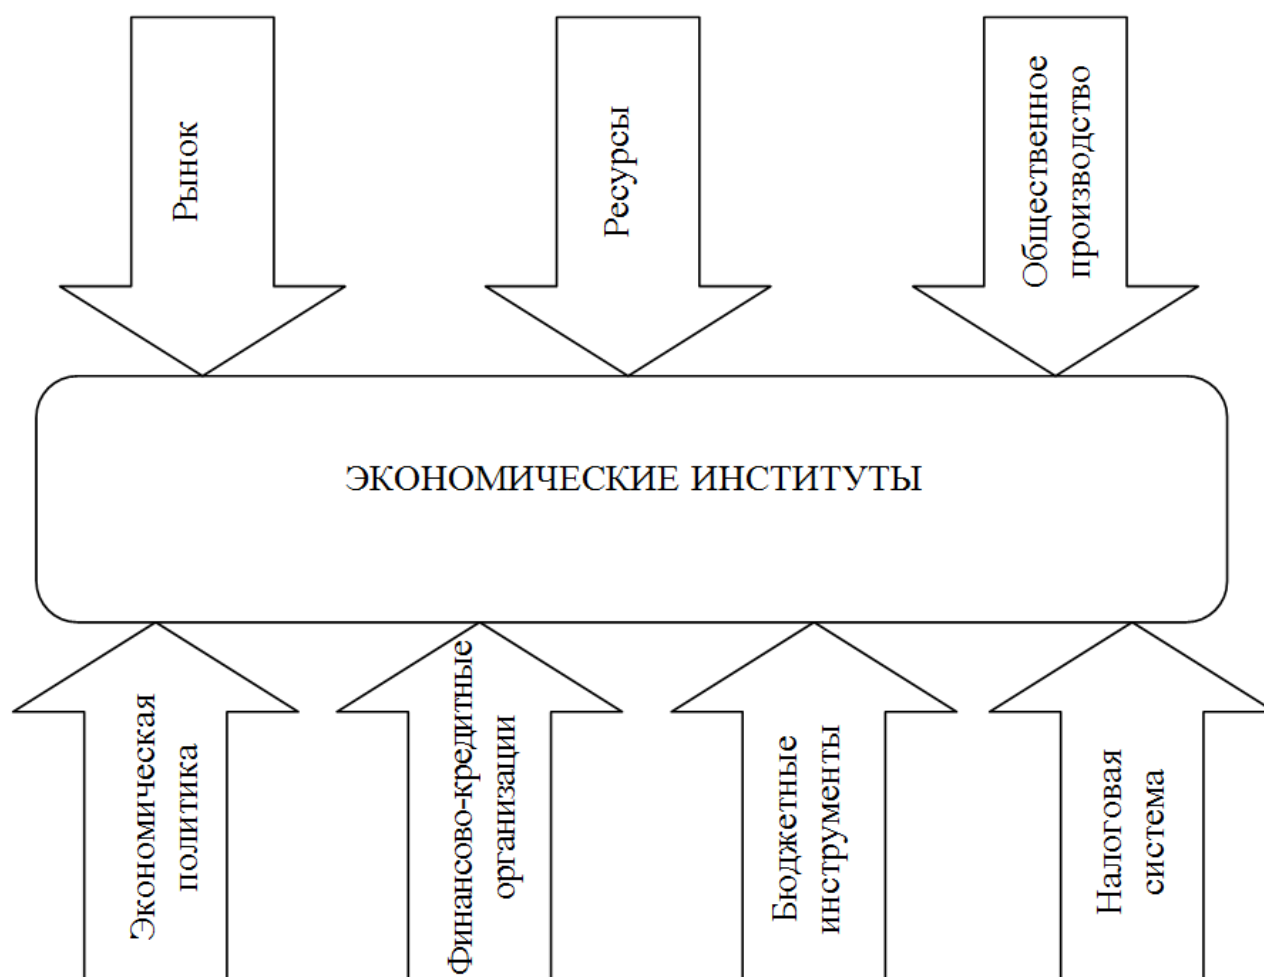 Рынок
Ресурсы
Общественное
производство
ЭКОНОМИЧЕСКИЕ ИНСТИТУТЫ
Экономическая
политика
Финансово-кредитные
организации
Бюджетные
инструменты
Налоговая
система